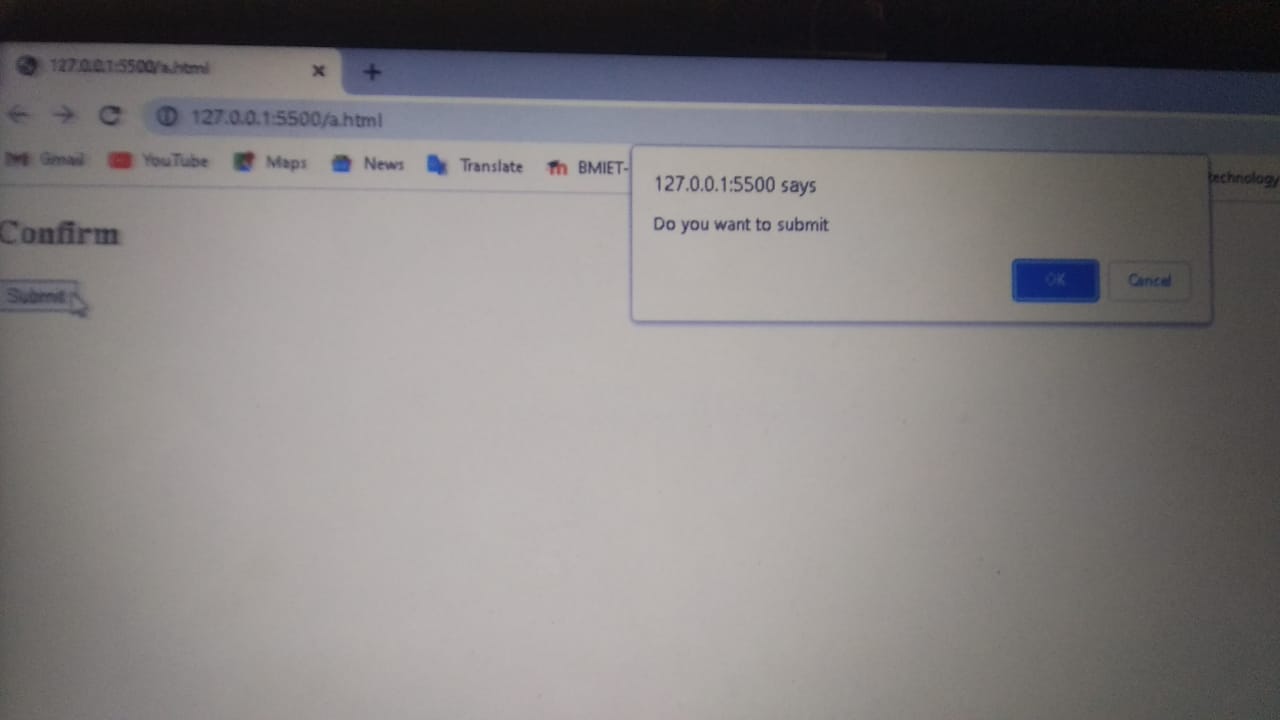 127.0.0.1:5500/a.html
127.0.0.1:5500/a.html
Gmail YouTube Maps News Translate BMIET- technology
127.0.0.1:5500 says
Do you want to submit
OK Cancel
Confirm
Submit